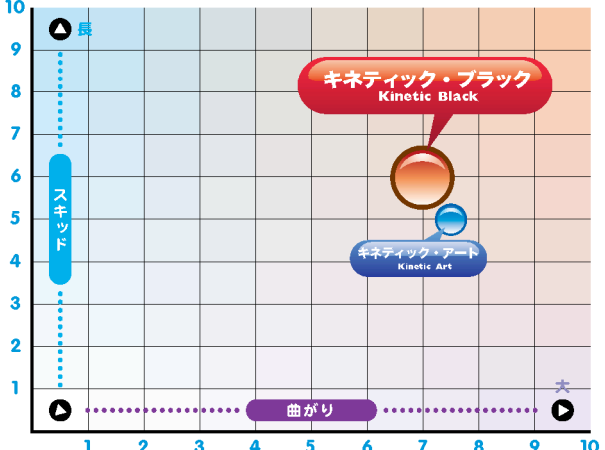 10
長
9
キネティック・ブラック
Kinetic Black
8
7
6
スキッド
5
キネティック・アート
Kinetic Art
4
3
2
1
大
曲がり
1 2 3 4 5 6 7 8 9 10